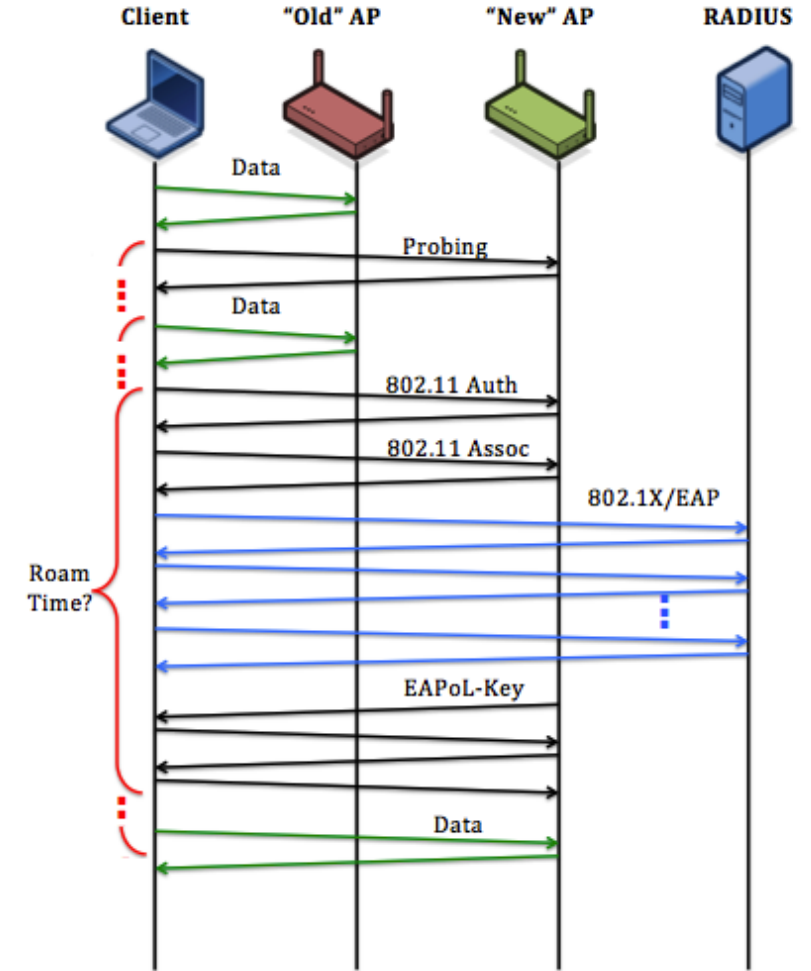 Client
“Old” AP
“New” AP
RADIUS
Data
Probing
Data
802.11 Auth
802.11 Assoc
802.1X/EAP
Roam
Time?
EAPoL-Key
Data